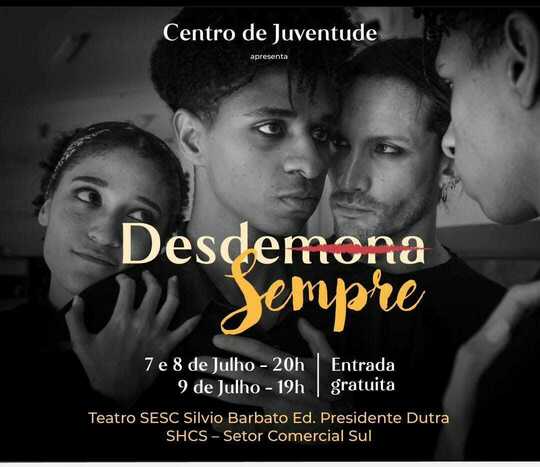 Centro de Juventude
apresenta
Desdemona
Sempre
7 e 8 de Julho - 20h
9 de Julho - 19h
Entrada
gratuita
Teatro SESC Silvio Barbato Ed. Presidente Dutra
SHCS – Setor Comercial Sul